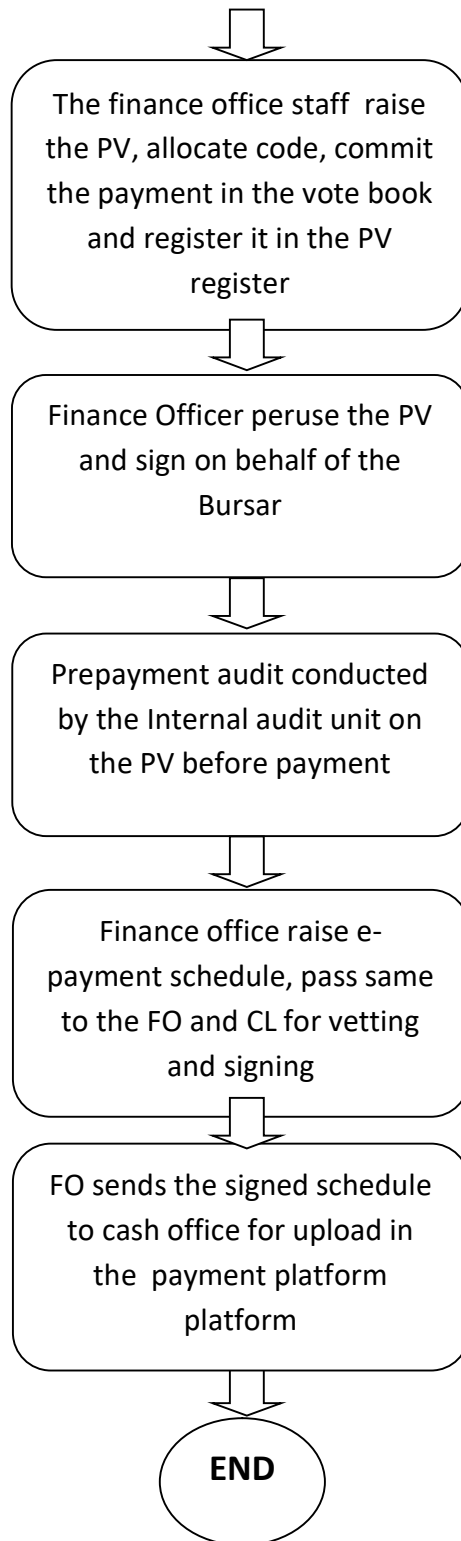 The finance office staff raise
the PV, allocate code, commit
the payment in the vote book
and register it in the PV
register
Finance Officer peruse the PV
and sign on behalf of the
Bursar
Prepayment audit conducted
by the Internal audit unit on
the PV before payment
Finance office raise e-
payment schedule, pass same
to the FO and CL for vetting
and signing
FO sends the signed schedule
to cash office for upload in
the payment platform
platform
END